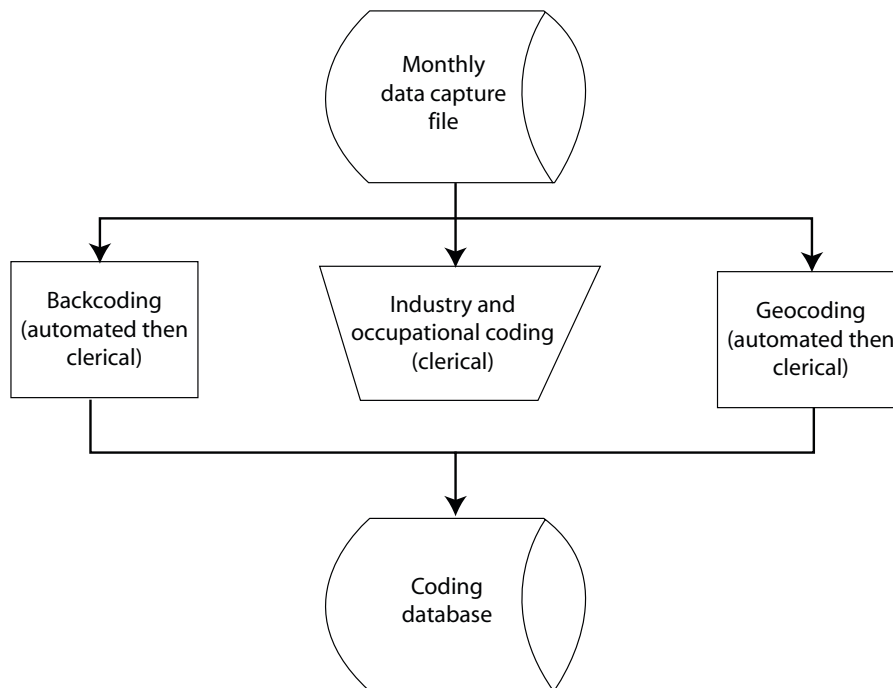 Monthly
data capture
file
Backcoding
(automated then
clerical)
Industry and
occupational coding
(clerical)
Geocoding
(automated then
clerical)
Coding
database